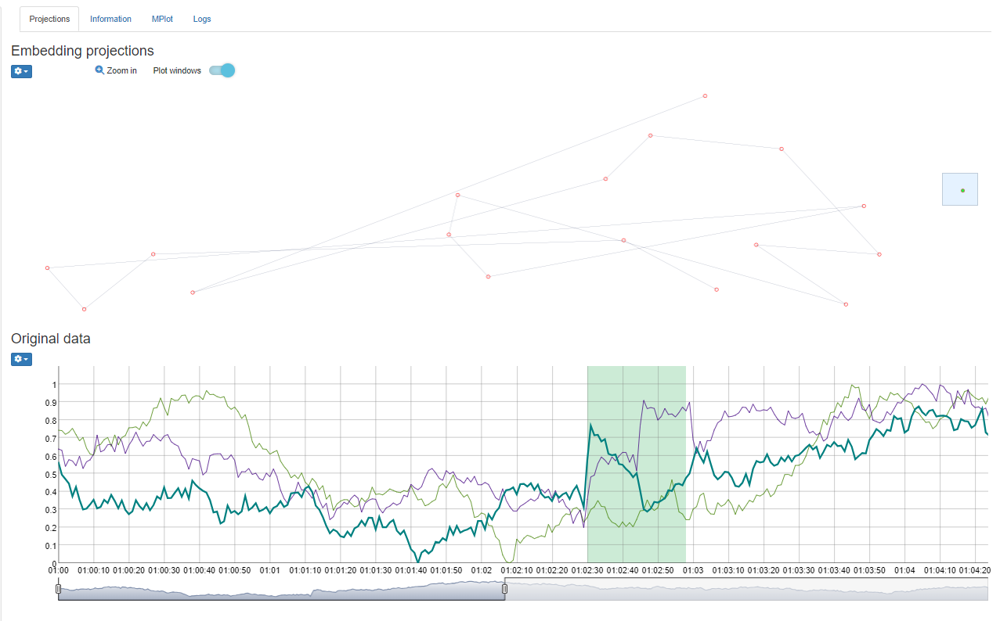 Projections Information MPlot Logs
Embedding projections
Zoom in Plot windows
Original data
1
0.9
0.8
0.7
0.6
0.5
0.4
0.3
0.2
0.1
0
01:00 01:00:10 01:00:20 01:00:30 01:00:40 01:00:50 01:01 01:01:10 01:01:20 01:01:30 01:01:40 01:01:50 01:02 01:02:10 01:02:20 01:02:30 01:02:40 01:02:50 01:03 01:03:10 01:03:20 01:03:30 01:03:40 01:03:50 01:04 01:04:10 01:04:20